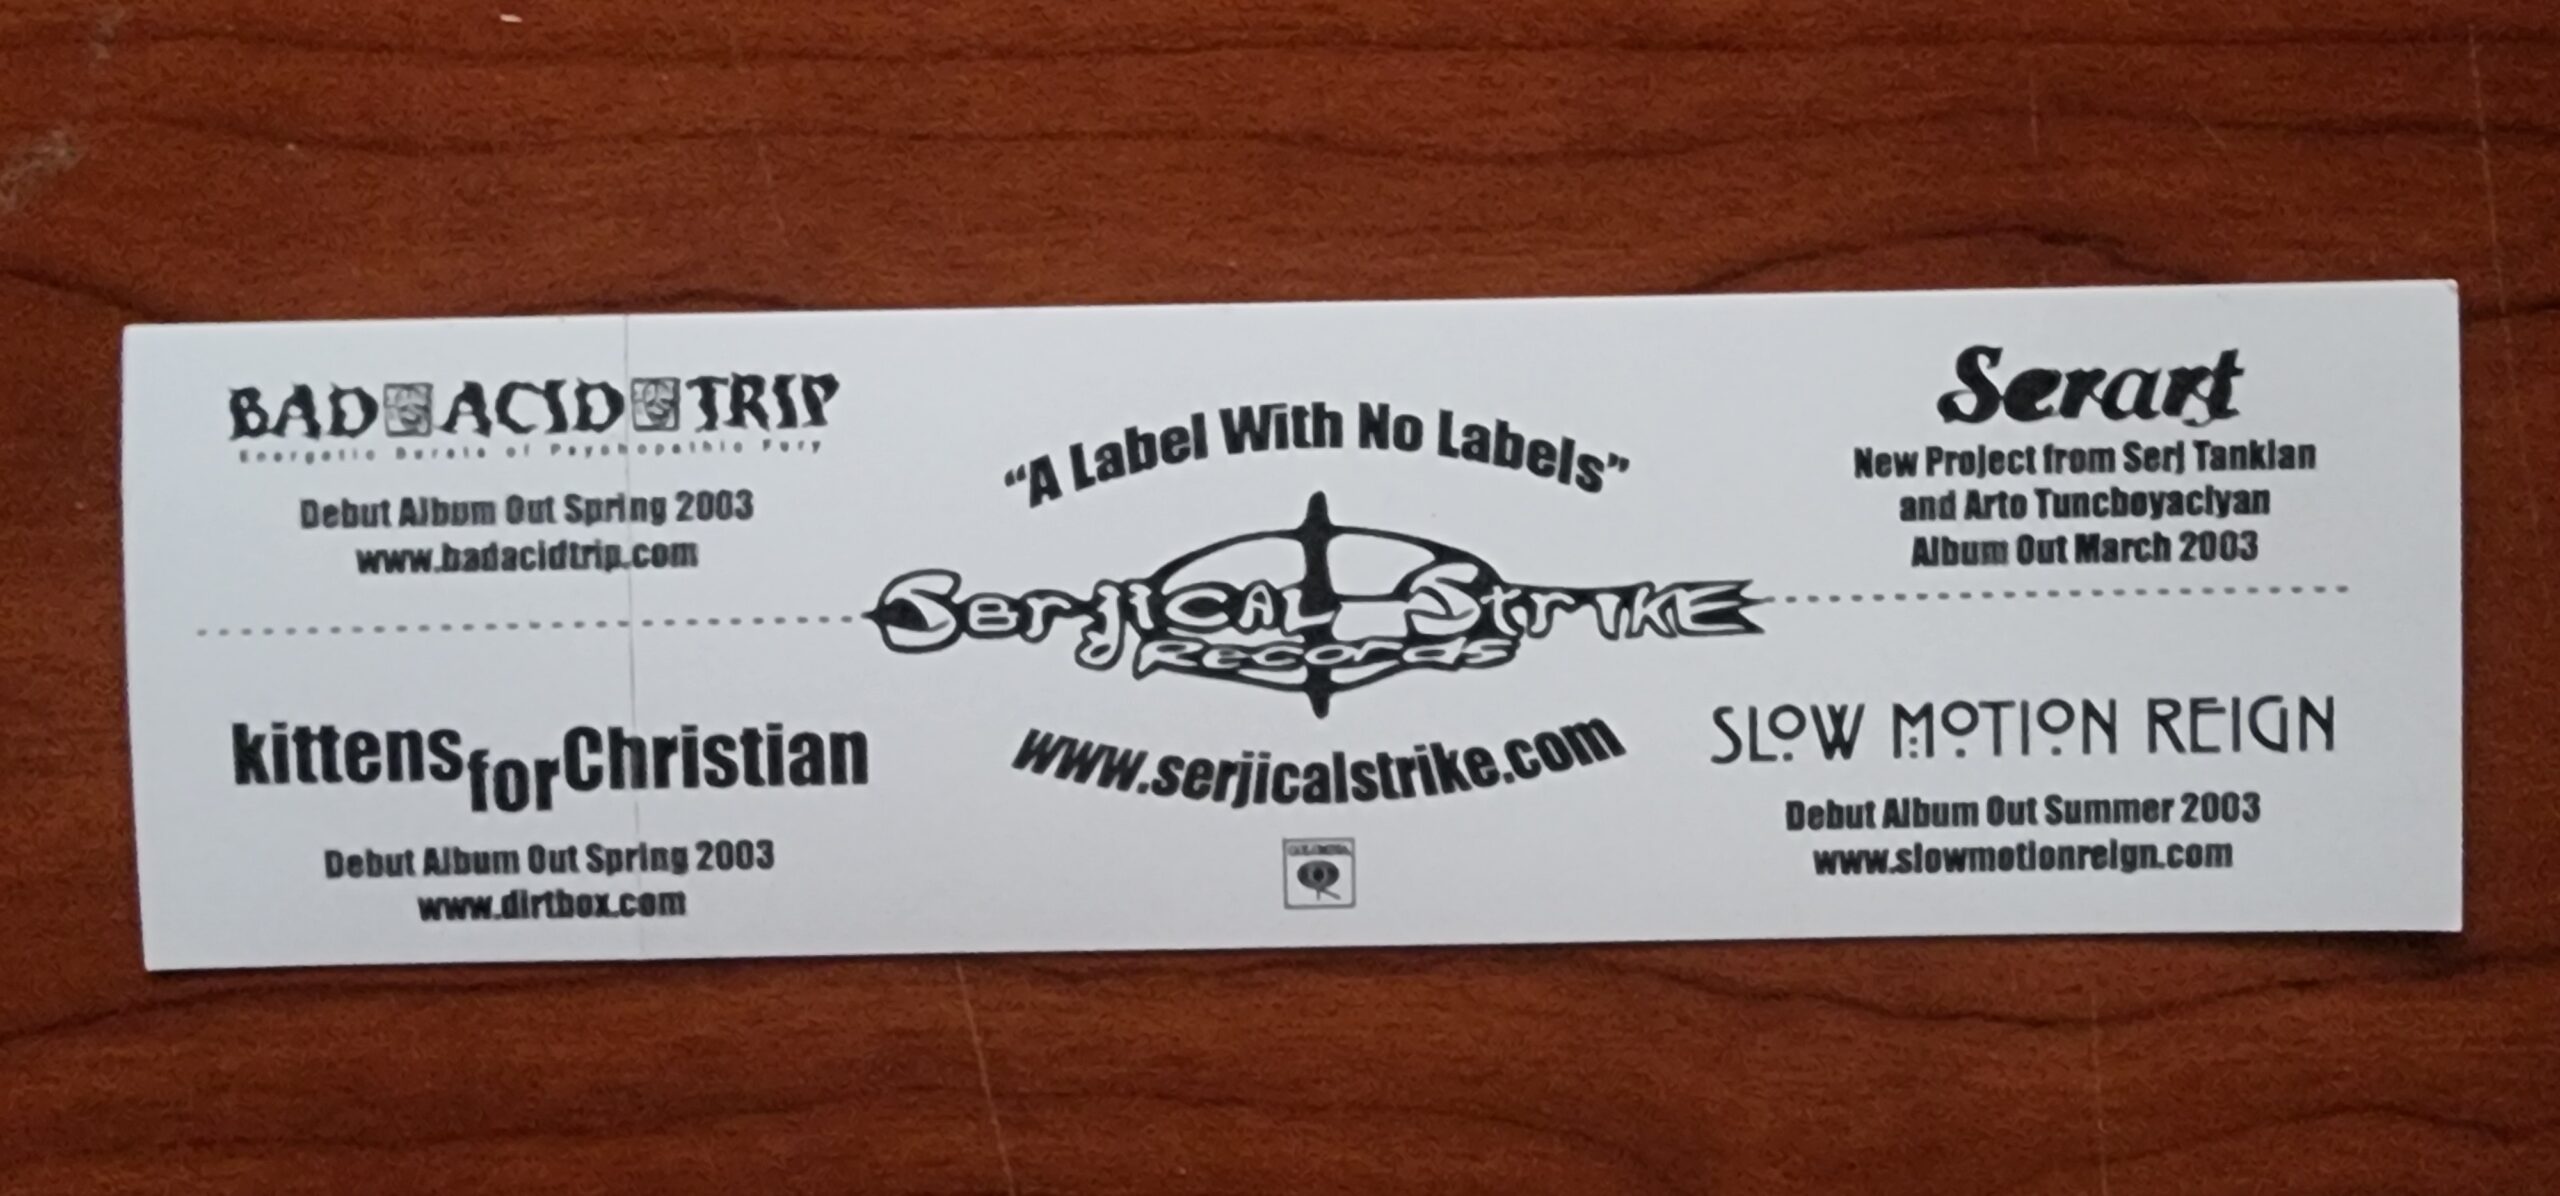 BAD ACID TRIP
Energetic Bursts of Psychopathic Fury
Debut Album Out Spring 2003
www.badacidtrip.com
kittensforChristian
Debut Album Out Spring 2003
www.dirtbox.com
“A Label With No Labels”
Serjical Strike
Records
www.serjicalstrike.com
COLUMBIA
Serart
New Project from Serj Tankian
and Arto Tuncboyaciyan
Album Out March 2003
SLOW MOTION REIGN
Debut Album Out Summer 2003
www.slowmotionreign.com